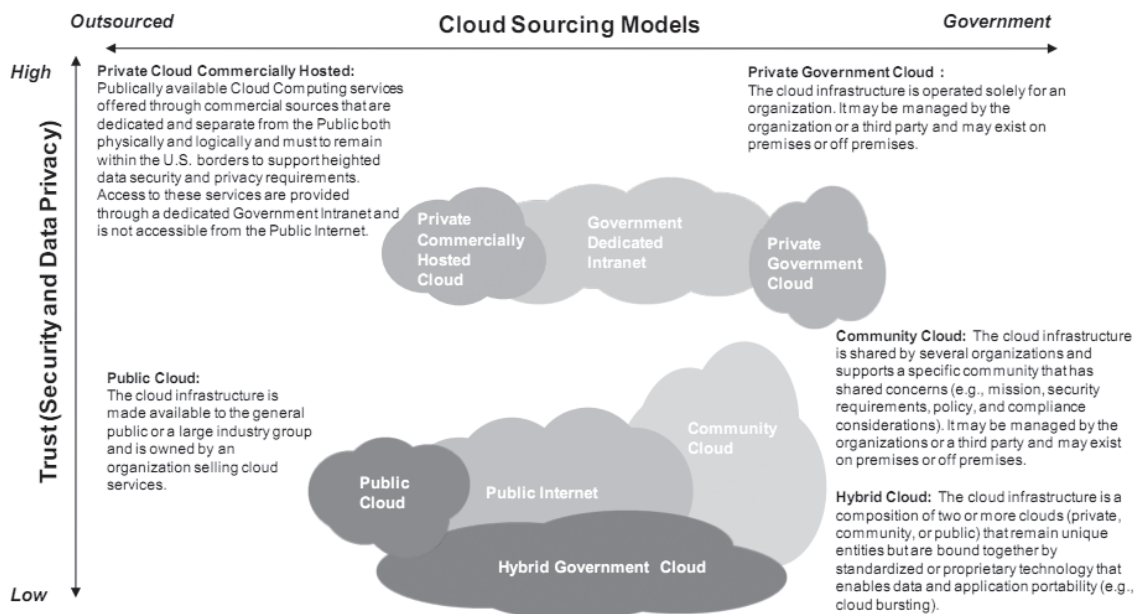 Outsourced
Cloud Sourcing Models
Government
High
Trust (Security and Data Privacy)
Low
Private Cloud Commercially Hosted:
Publically available Cloud Computing services
offered through commercial sources that are
dedicated and separate from the Public both
physically and logically and must to remain
within the U.S. borders to support heighted
data security and privacy requirements.
Access to these services are provided
through a dedicated Government Intranet and
is not accessible from the Public Internet.
Private Government Cloud :
The cloud infrastructure is operated solely for an
organization. It may be managed by the
organization or a third party and may exist on
premises or off premises.
Private
Commercially
Hosted
Cloud
Government
Dedicated
Intranet
Private
Government
Cloud
Public Cloud:
The cloud infrastructure is
made available to the general
public or a large industry group
and is owned by an
organization selling cloud
services.
Community Cloud: The cloud infrastructure
is shared by several organizations and
supports a specific community that has
shared concerns (e.g., mission, security
requirements, policy, and compliance
considerations). It may be managed by the
organizations or a third party and may exist
on premises or off premises.
Public
Cloud
Public Internet
Community
Cloud
Hybrid Government Cloud
Hybrid Cloud: The cloud infrastructure is a
composition of two or more clouds (private,
community, or public) that remain unique
entities but are bound together by
standardized or proprietary technology that
enables data and application portability (e.g.,
cloud bursting).